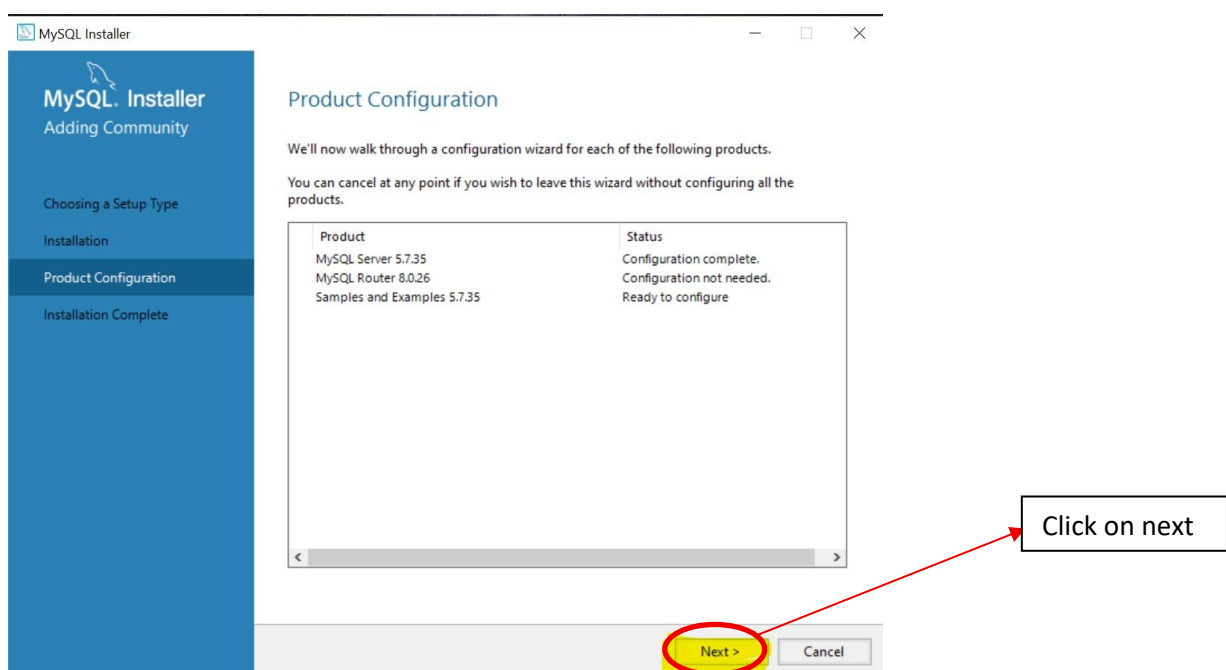 MySQL Installer
MySQL. Installer
Adding Community
Choosing a Setup Type
Installation
Product Configuration
Installation Complete
Product Configuration
We'll now walk through a configuration wizard for each of the following products.
You can cancel at any point if you wish to leave this wizard without configuring all the
products.
Product Status
MySQL Server 5.7.35 Configuration complete.
MySQL Router 8.0.26 Configuration not needed.
Samples and Examples 5.7.35 Ready to configure
Click on next
Next > Cancel